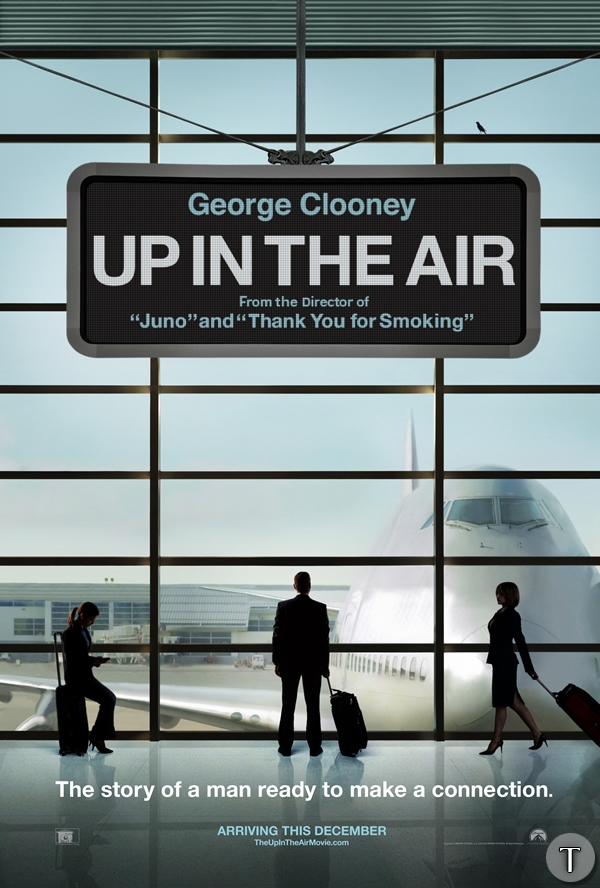 George Clooney
UP IN THE AIR
From the Director of
"Juno" and "Thank You for Smoking"
The story of a man ready to make a connection.
ARRIVING THIS DECEMBER
TheUpInTheAirMovie.com
T